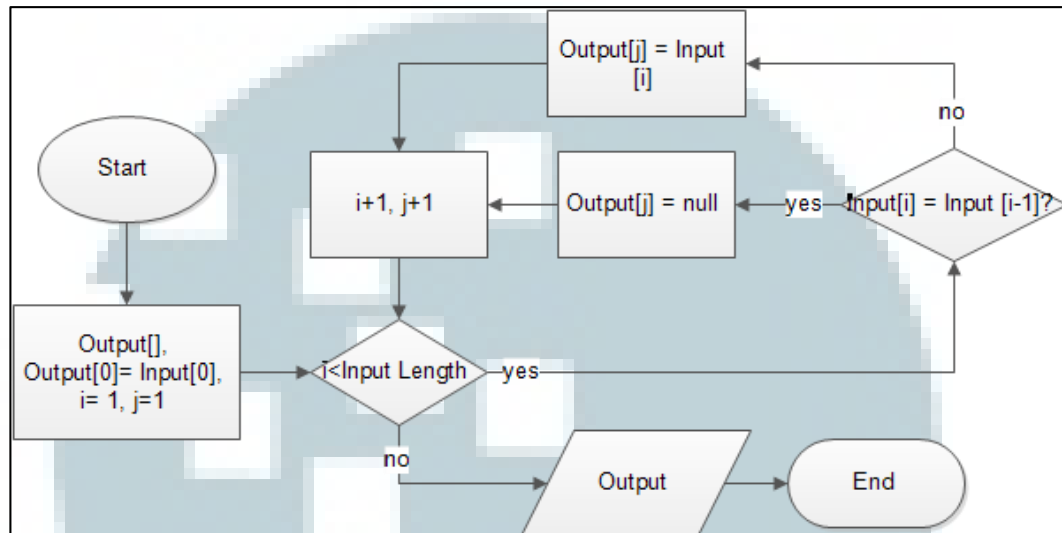 Output[j] = Input
[i]
no
Start
i+1, j+1
Output[j] = null
yes
Input[i] = Input [i-1]?
Output[],
Output[0]= Input[0],
i= 1, j=1
i<Input Length
yes
no
Output
End